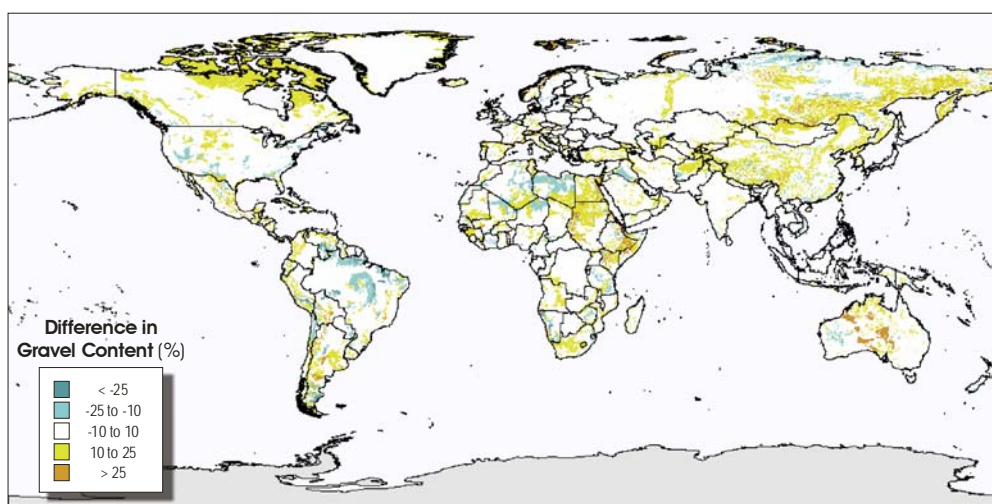 Difference in
Gravel Content (%)
< -25
-25 to -10
-10 to 10
10 to 25
> 25